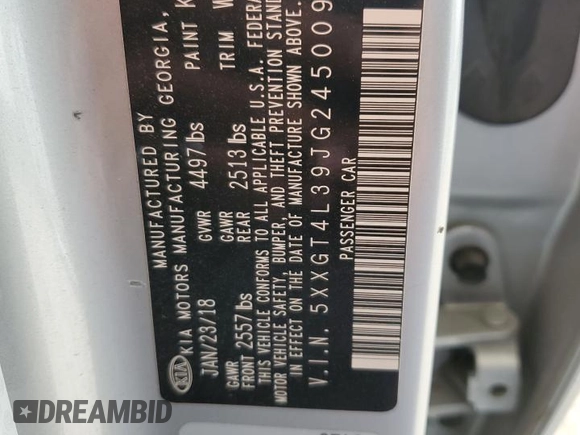 KIA
MANUFACTURED BY
KIA MOTORS MANUFACTURING GEORGIA,
JAN/23/18 GVWR 4497 lbs PAINT
GAWR GAWR
FRONT 2557 lbs REAR 2513 lbs TRIM
THIS VEHICLE CONFORMS TO ALL APPLICABLE U.S.A. FEDERAL
MOTOR VEHICLE SAFETY, BUMPER, AND THEFT PREVENTION
IN EFFECT ON THE DATE OF MANUFACTURE SHOWN ABOVE.
V.I.N. 5XXGT4L39JG245009
PASSENGER CAR
DREAMBID